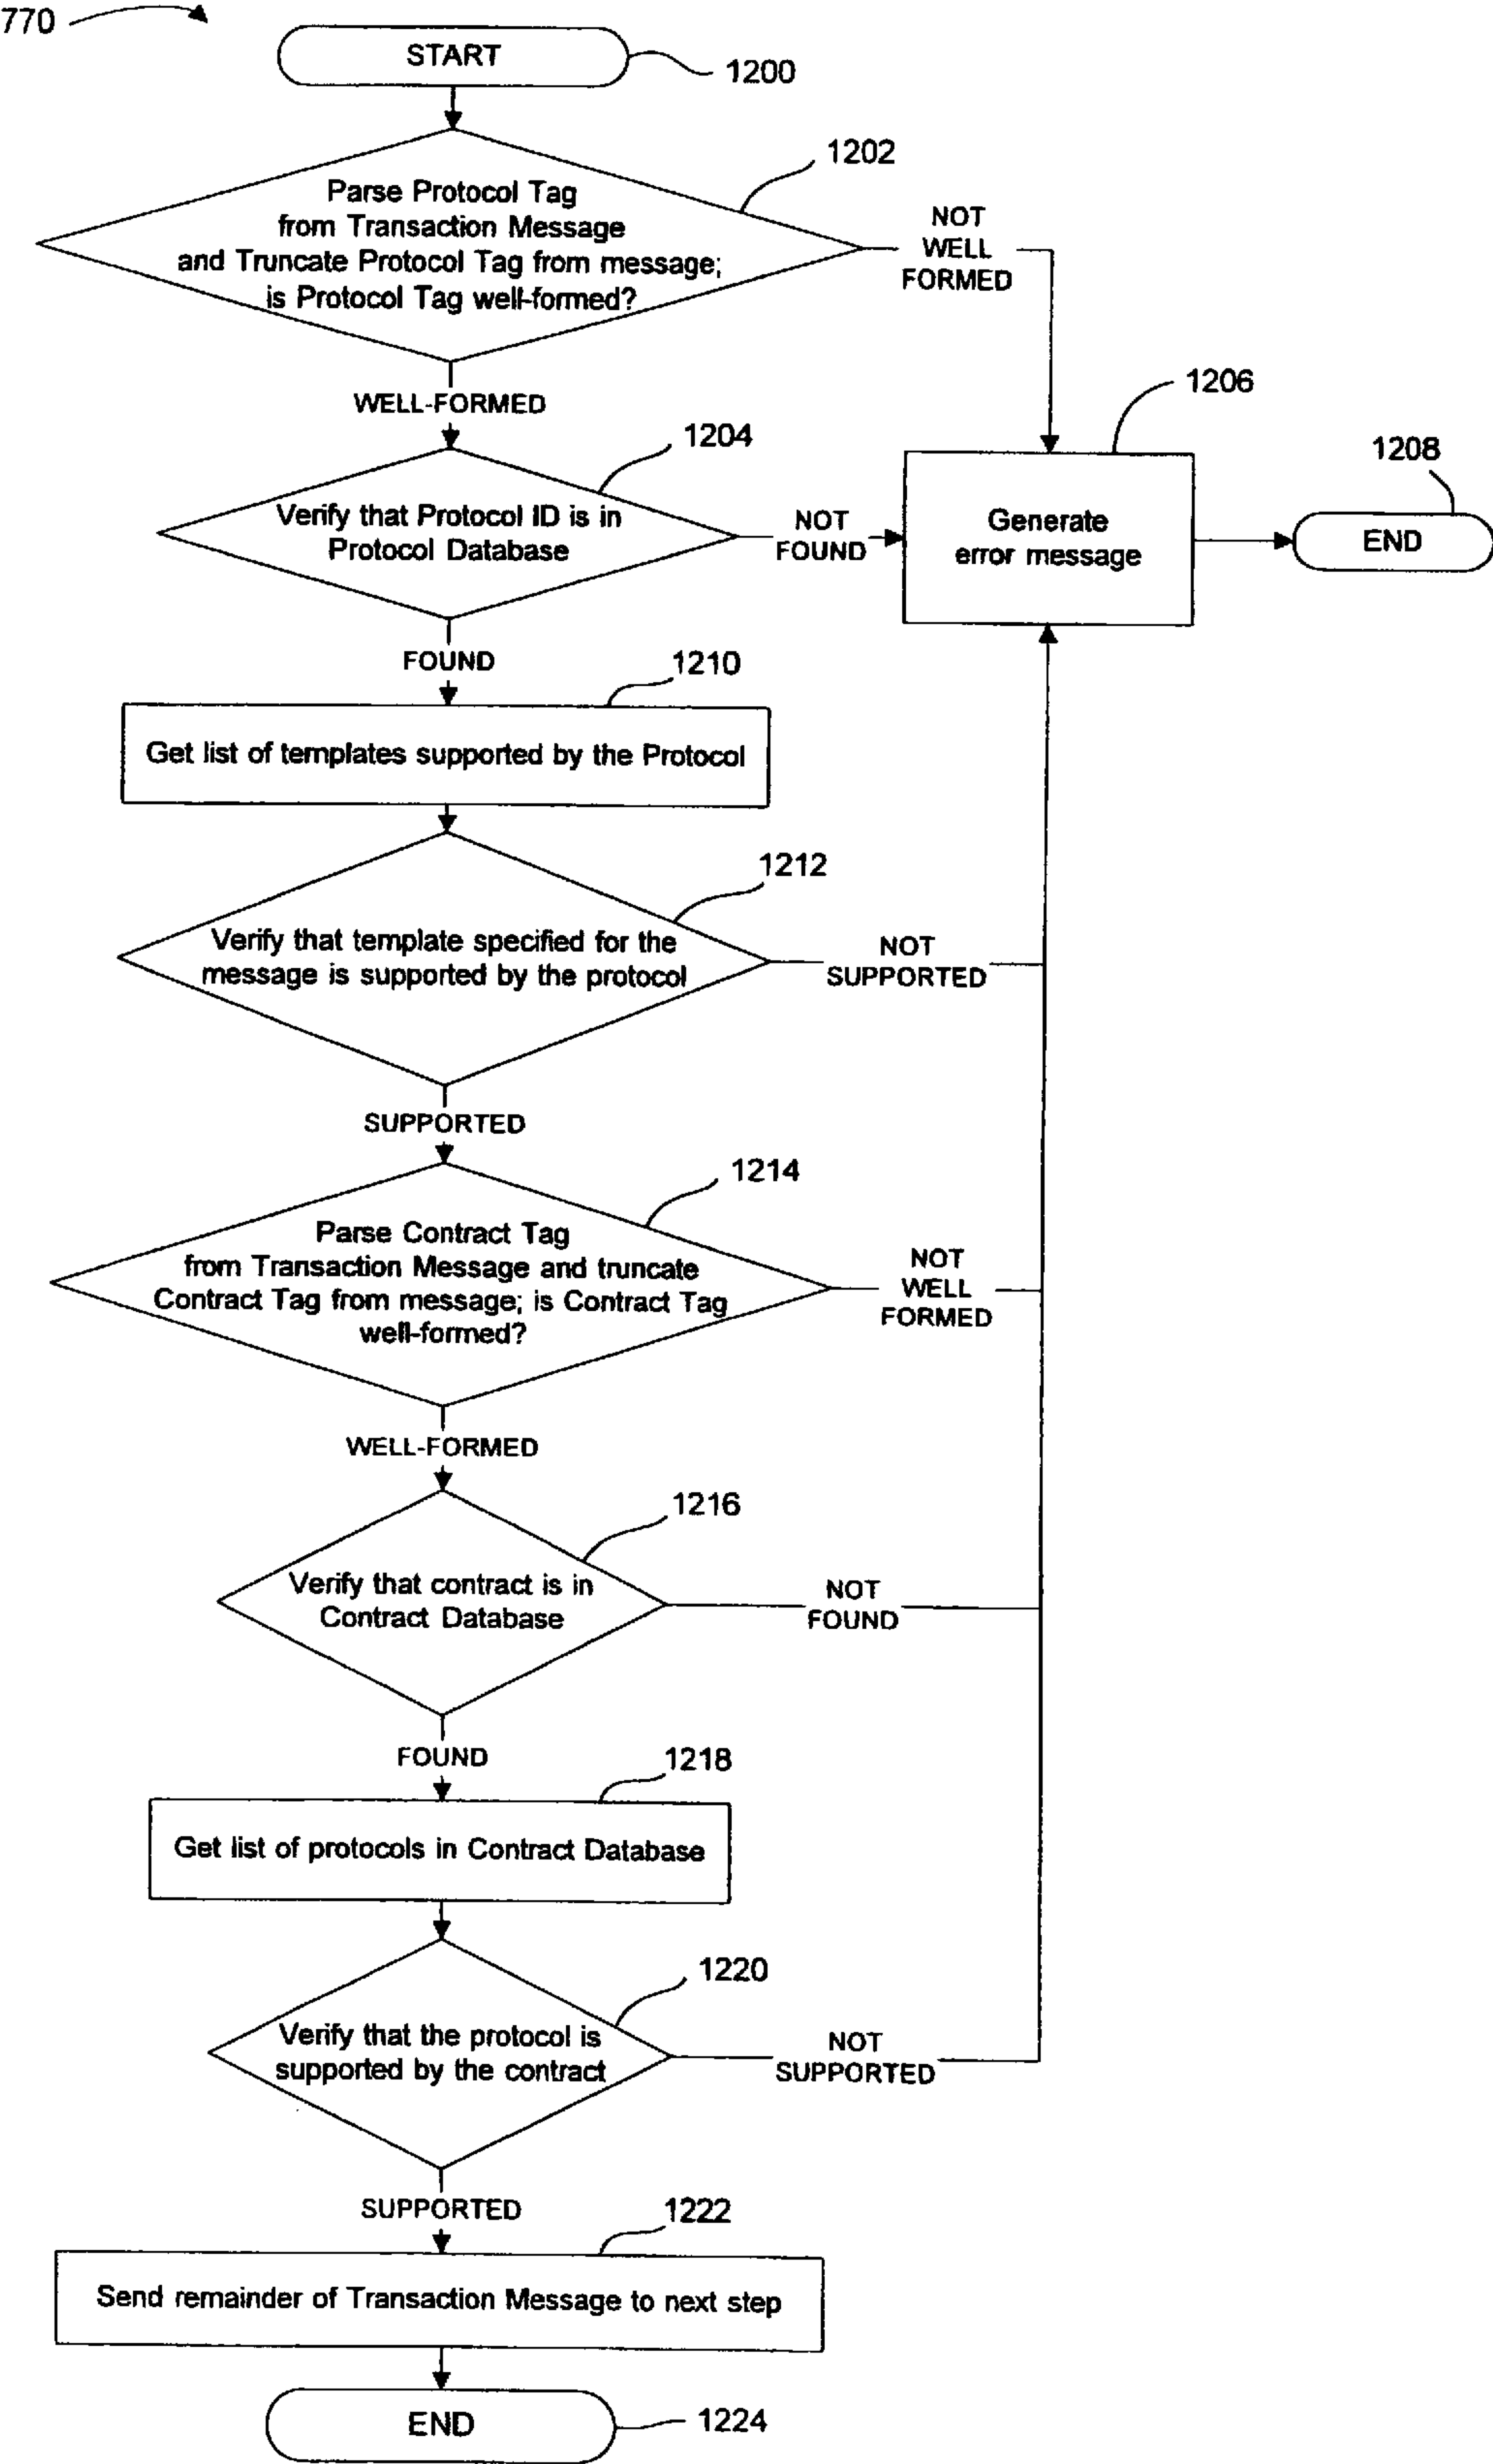 770
START
1200
1202
Parse Protocol Tag
from Transaction Message
and Truncate Protocol Tag from message;
is Protocol Tag well-formed?
NOT
WELL
FORMED
WELL-FORMED
1206
1204
1208
Verify that Protocol ID is in
Protocol Database
NOT
FOUND
Generate
error message
END
FOUND
1210
Get list of templates supported by the Protocol
1212
Verify that template specified for the
message is supported by the protocol
NOT
SUPPORTED
SUPPORTED
1214
Parse Contract Tag
from Transaction Message and truncate
Contract Tag from message; is Contract Tag
well-formed?
NOT
WELL
FORMED
WELL-FORMED
1216
Verify that contract is in
Contract Database
NOT
FOUND
FOUND
1218
Get list of protocols in Contract Database
1220
Verify that the protocol is
supported by the contract
NOT
SUPPORTED
SUPPORTED
1222
Send remainder of Transaction Message to next step
END
1224